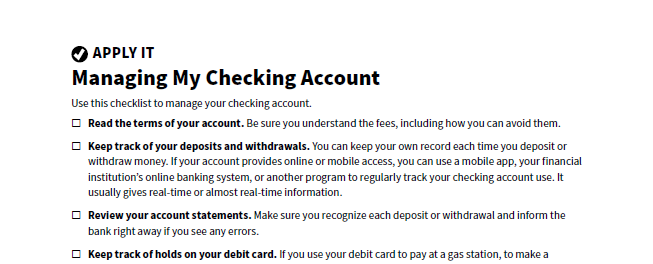 APPLY IT
Managing My Checking Account
Use this checklist to manage your checking account.
☐ Read the terms of your account. Be sure you understand the fees, including how you can avoid them.
☐ Keep track of your deposits and withdrawals. You can keep your own record each time you deposit or
withdraw money. If your account provides online or mobile access, you can use a mobile app, your financial
institution's online banking system, or another program to regularly track your checking account use. It
usually gives real-time or almost real-time information.
☐ Review your account statements. Make sure you recognize each deposit or withdrawal and inform the
bank right away if you see any errors.
☐ Keep track of holds on your debit card. If you use your debit card to pay at a gas station, to make a